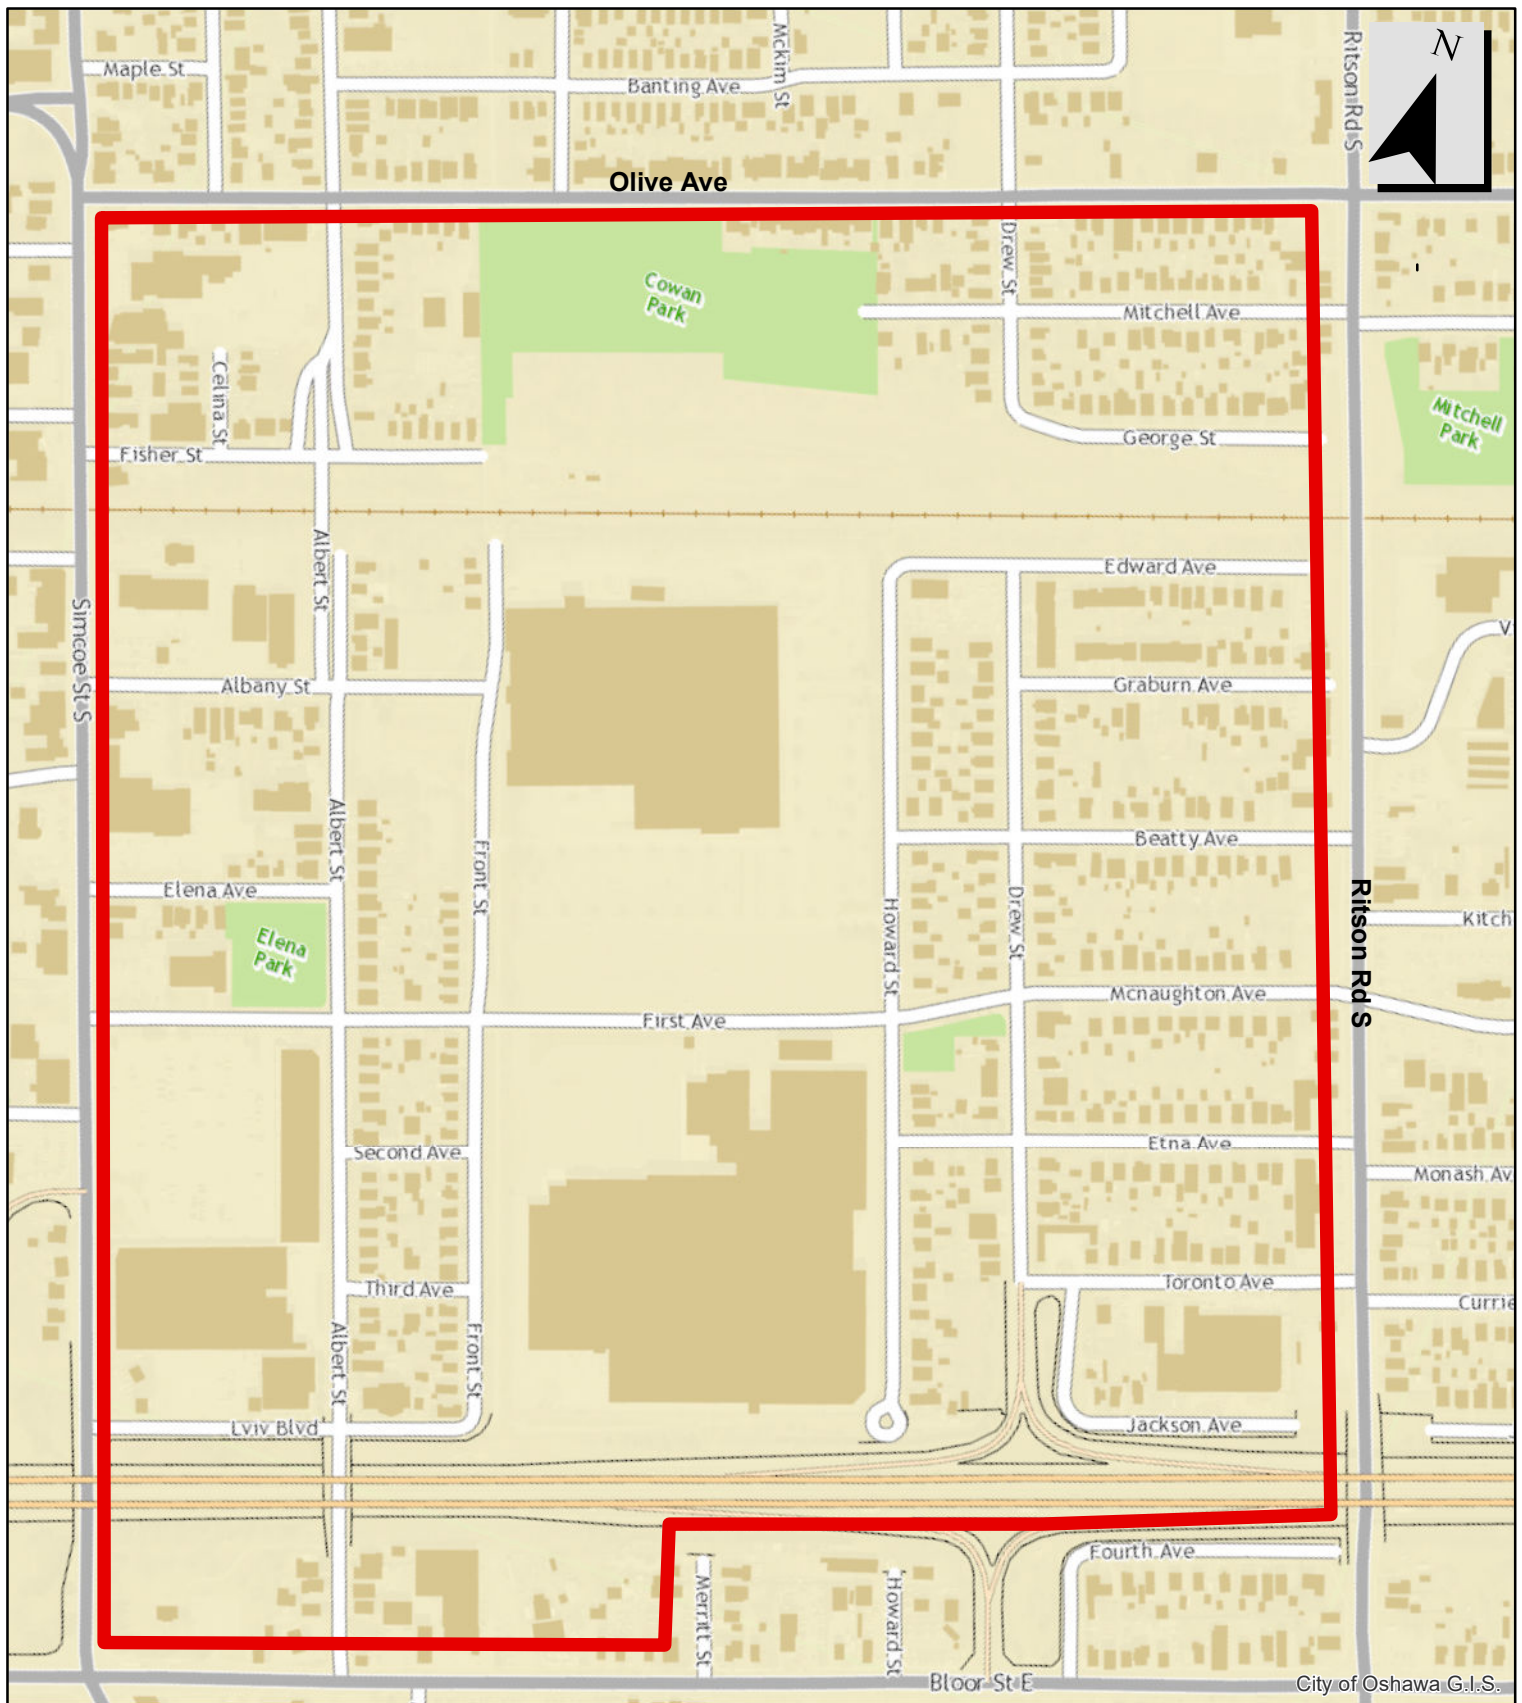 Maple St
Banting Ave
Mckim St
Ritson Rd S
N
Olive Ave
Drew St
Cowan
Park
Mitchell Ave
Celina St
Mitchell
Park
George St
Fisher St
Albert St
Edward Ave
Simcoe St S
Albany St
Graburn Ave
Albert St
Front St
Beatty Ave
Elena Ave
Howard St
Drew St
Ritson Rd S
Kitch
Elena
Park
Mcnaughton Ave
First Ave
Etna Ave
Second Ave
Monash Av
Third Ave
Toronto Ave
Currie
Albert St
Front St
Lviv Blvd
Jackson Ave
Fourth Ave
Merritt St
Howard St
Bloor St E
City of Oshawa G.I.S.